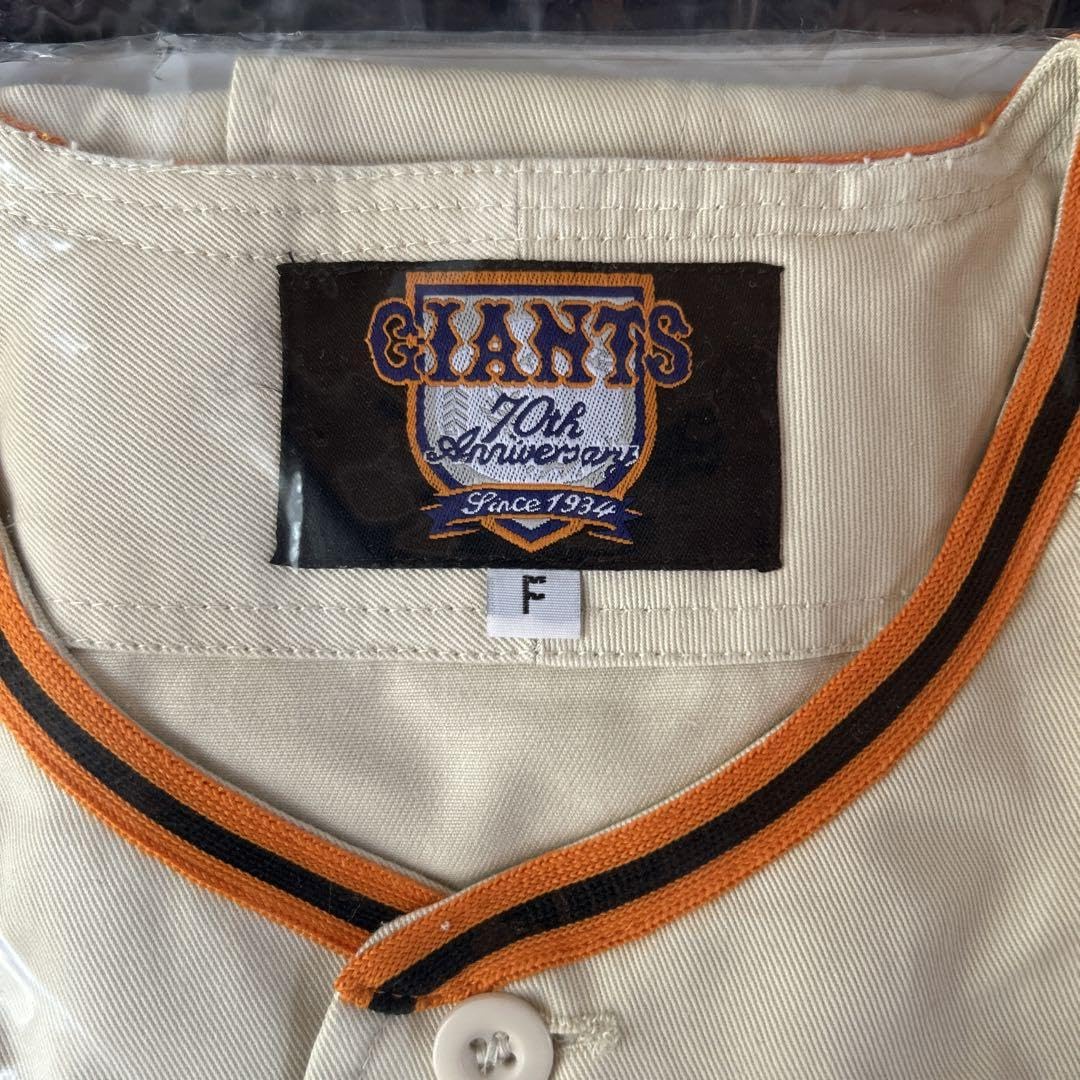 GIANTS
70th
Anniversary
Since 1934
F